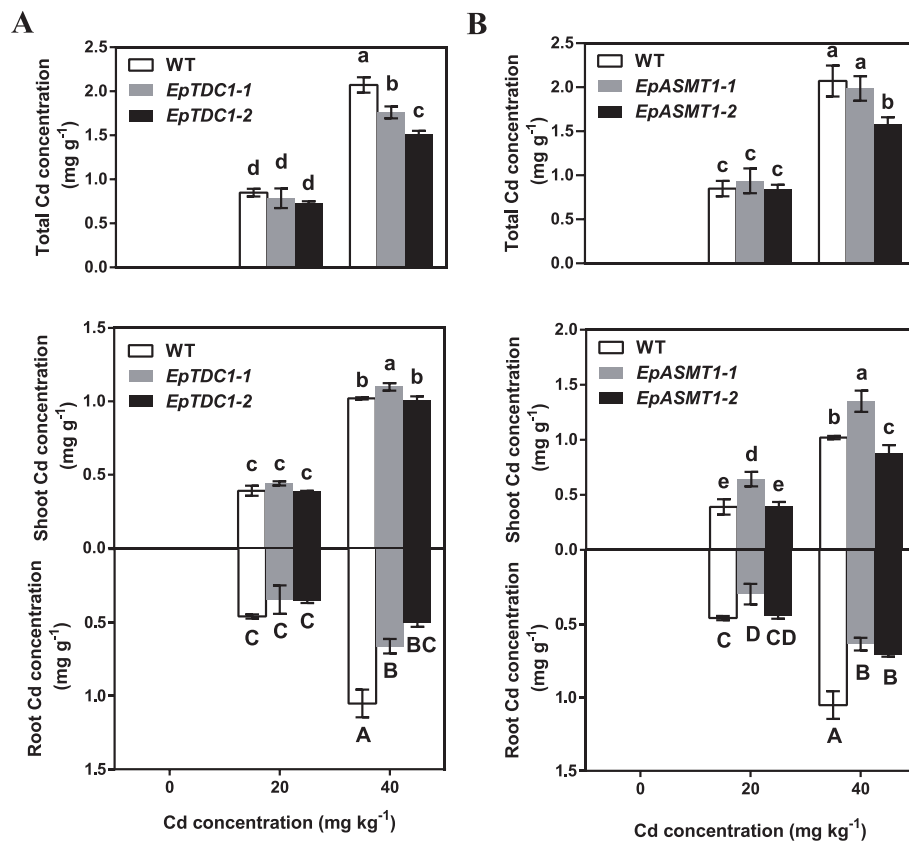 A
Total Cd concentration
(mg g⁻¹)
2.5
2.0
1.5
1.0
0.5
0.0
WT
EpTDC1-1
EpTDC1-2
d
d
d
a
b
c
Shoot Cd concentration
(mg g⁻¹)
Root Cd concentration
(mg g⁻¹)
1.5
1.0
0.5
0.0
0.5
1.0
1.5
WT
EpTDC1-1
EpTDC1-2
c
c
c
b
a
b
C
C
C
A
B
BC
0
20
40
Cd concentration (mg kg⁻¹)
B
Total Cd concentration
(mg g⁻¹)
2.5
2.0
1.5
1.0
0.5
0.0
WT
EpASMT1-1
EpASMT1-2
c
c
c
a
a
b
Shoot Cd concentration
(mg g⁻¹)
Root Cd concentration
(mg g⁻¹)
2.0
1.5
1.0
0.5
0.0
0.5
1.0
1.5
WT
EpASMT1-1
EpASMT1-2
e
d
e
b
a
c
C
D
CD
A
B
B
0
20
40
Cd concentration (mg kg⁻¹)